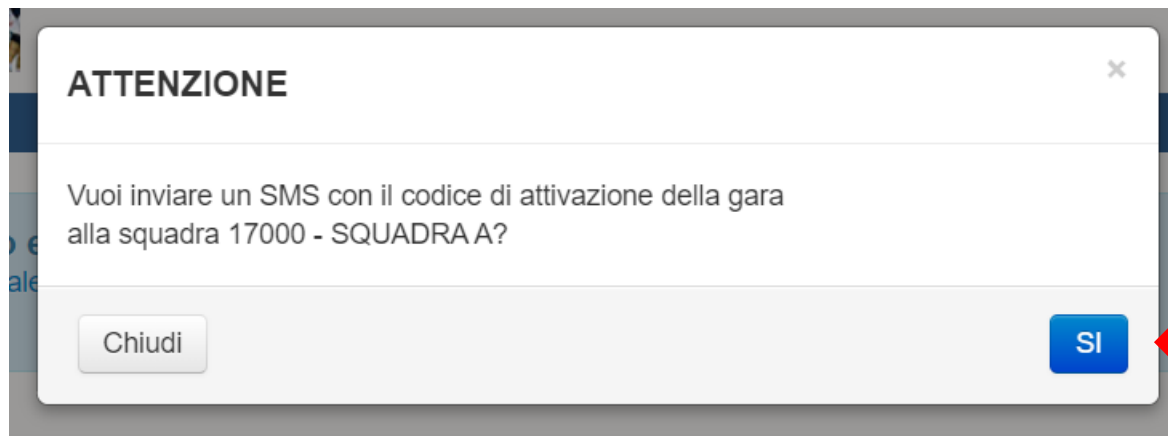 ATTENZIONE
×
Vuoi inviare un SMS con il codice di attivazione della gara
alla squadra 17000 - SQUADRA A?
Chiudi
SI